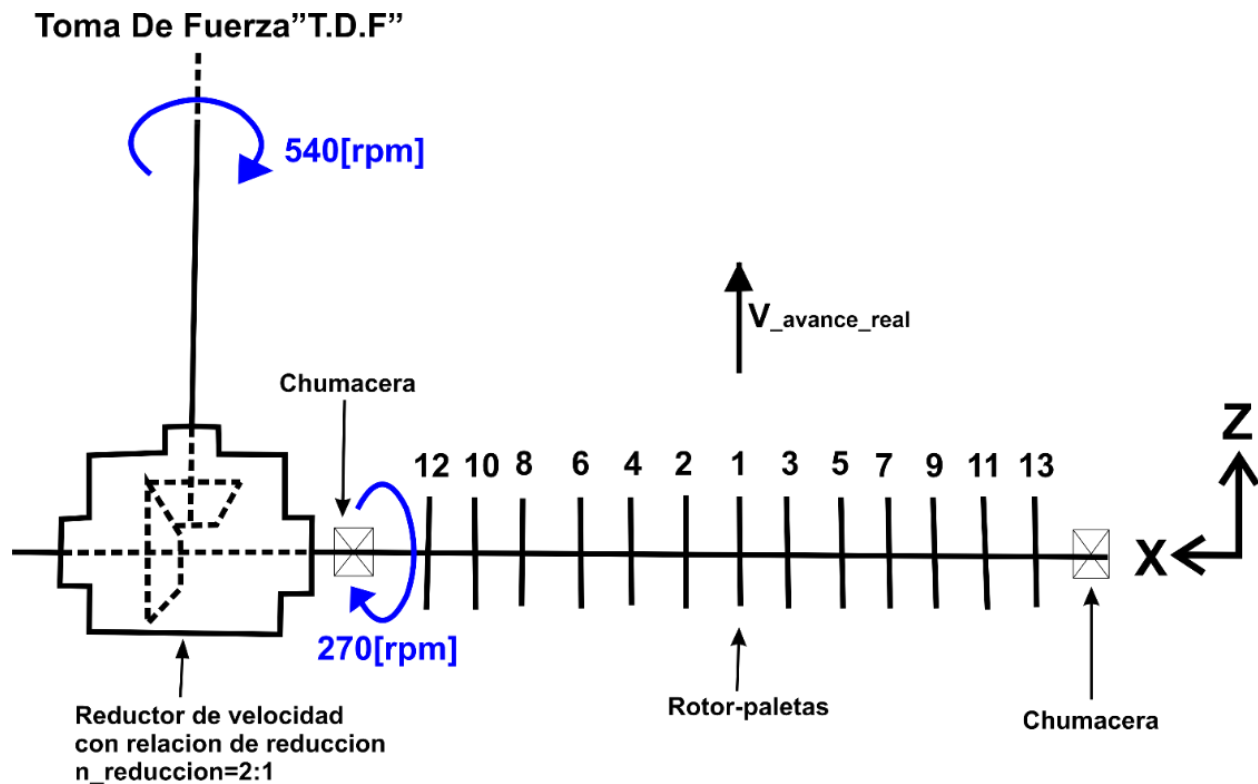 Toma De Fuerza”T.D.F”
540[rpm]
V_avance_real
Chumacera
12 10 8 6 4 2 1 3 5 7 9 11 13
Z
X
270[rpm]
Reductor de velocidad
con relacion de reduccion
n_reduccion=2:1
Rotor-paletas
Chumacera